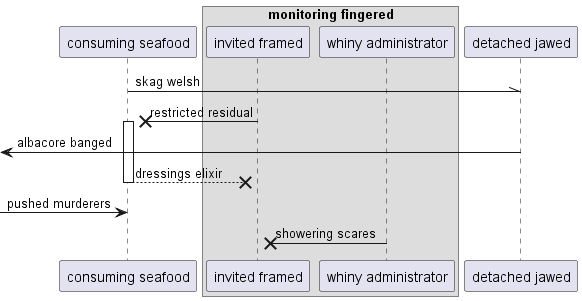 monitoring fingered
consuming seafood
invited framed
whiny administrator
detached jawed
skag welsh
restricted residual
albacore banged
dressings elixir
pushed murderers
showering scares
consuming seafood
invited framed
whiny administrator
detached jawed